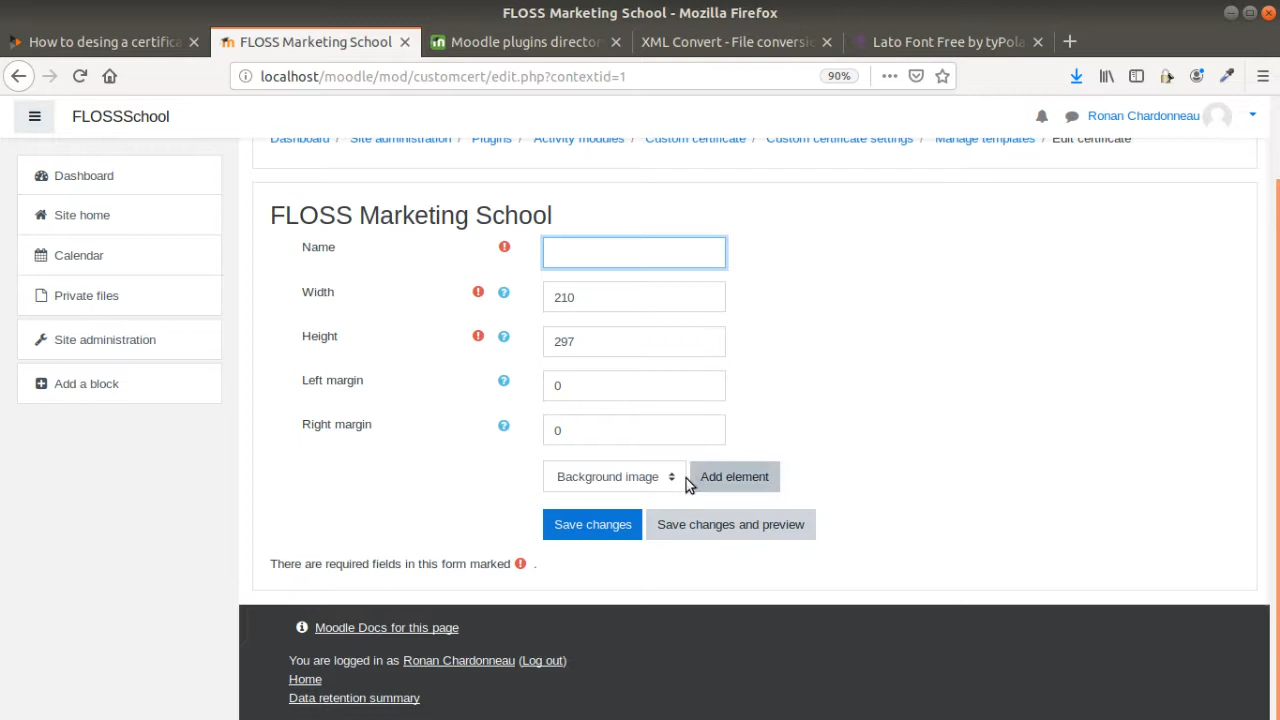 FLOSS Marketing School - Mozilla Firefox
How to desing a certifica
FLOSS Marketing School
Moodle plugins director
XML Convert - File conversi
Lato Font Free by tyPola
localhost/moodle/mod/customcert/edit.php?contextid=1
90%
FLOSSSchool
Ronan Chardonneau
Dashboard / Site administration / Plugins / Activity modules / Custom certificate / Custom certificate settings / Manage templates / Edit certificate
Dashboard
Site home
Calendar
Private files
Site administration
Add a block
FLOSS Marketing School
Name
Width
210
Height
297
Left margin
0
Right margin
0
Background image
Add element
Save changes
Save changes and preview
There are required fields in this form marked .
Moodle Docs for this page
You are logged in as Ronan Chardonneau (Log out)
Home
Data retention summary